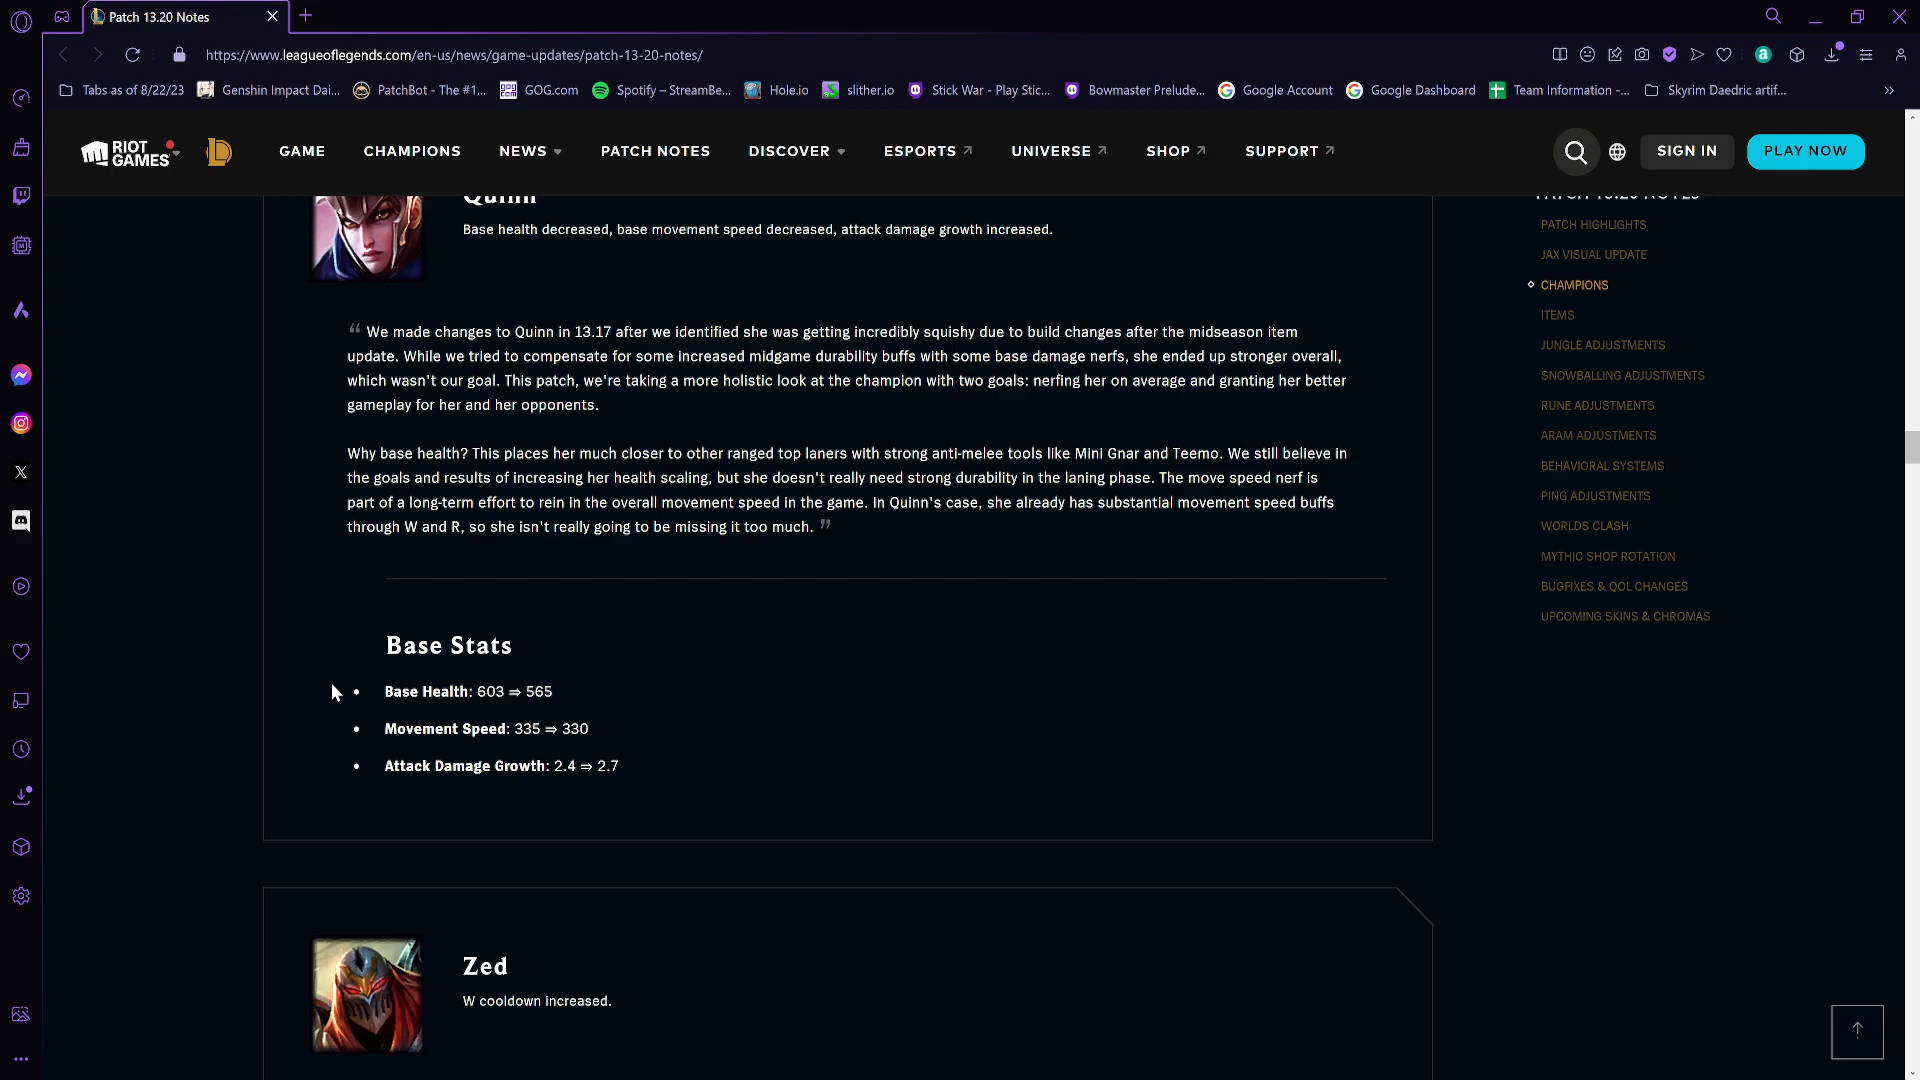 Patch 13.20 Notes
https://www.leagueoflegends.com/en-us/news/game-updates/patch-13-20-notes/
Tabs as of 8/22/23 Genshin Impact Dai... PatchBot - The #1... GOG.com Spotify – StreamBe... Hole.io slither.io Stick War - Play Stic... Bowmaster Prelude... Google Account Google Dashboard Team Information -... Skyrim Daedric artif...
RIOT GAMES GAME CHAMPIONS NEWS PATCH NOTES DISCOVER ESPORTS UNIVERSE SHOP SUPPORT SIGN IN PLAY NOW
Quinn
Base health decreased, base movement speed decreased, attack damage growth increased.
“ We made changes to Quinn in 13.17 after we identified she was getting incredibly squishy due to build changes after the midseason item
update. While we tried to compensate for some increased midgame durability buffs with some base damage nerfs, she ended up stronger overall,
which wasn't our goal. This patch, we're taking a more holistic look at the champion with two goals: nerfing her on average and granting her better
gameplay for her and her opponents.
Why base health? This places her much closer to other ranged top laners with strong anti-melee tools like Mini Gnar and Teemo. We still believe in
the goals and results of increasing her health scaling, but she doesn't really need strong durability in the laning phase. The move speed nerf is
part of a long-term effort to rein in the overall movement speed in the game. In Quinn's case, she already has substantial movement speed buffs
through W and R, so she isn't really going to be missing it too much. ”
Base Stats
• Base Health: 603 ⇒ 565
• Movement Speed: 335 ⇒ 330
• Attack Damage Growth: 2.4 ⇒ 2.7
Zed
W cooldown increased.
PATCH 13.20 NOTES
PATCH HIGHLIGHTS
JAX VISUAL UPDATE
CHAMPIONS
ITEMS
JUNGLE ADJUSTMENTS
SNOWBALLING ADJUSTMENTS
RUNE ADJUSTMENTS
ARAM ADJUSTMENTS
BEHAVIORAL SYSTEMS
PING ADJUSTMENTS
WORLDS CLASH
MYTHIC SHOP ROTATION
BUGFIXES & QOL CHANGES
UPCOMING SKINS & CHROMAS